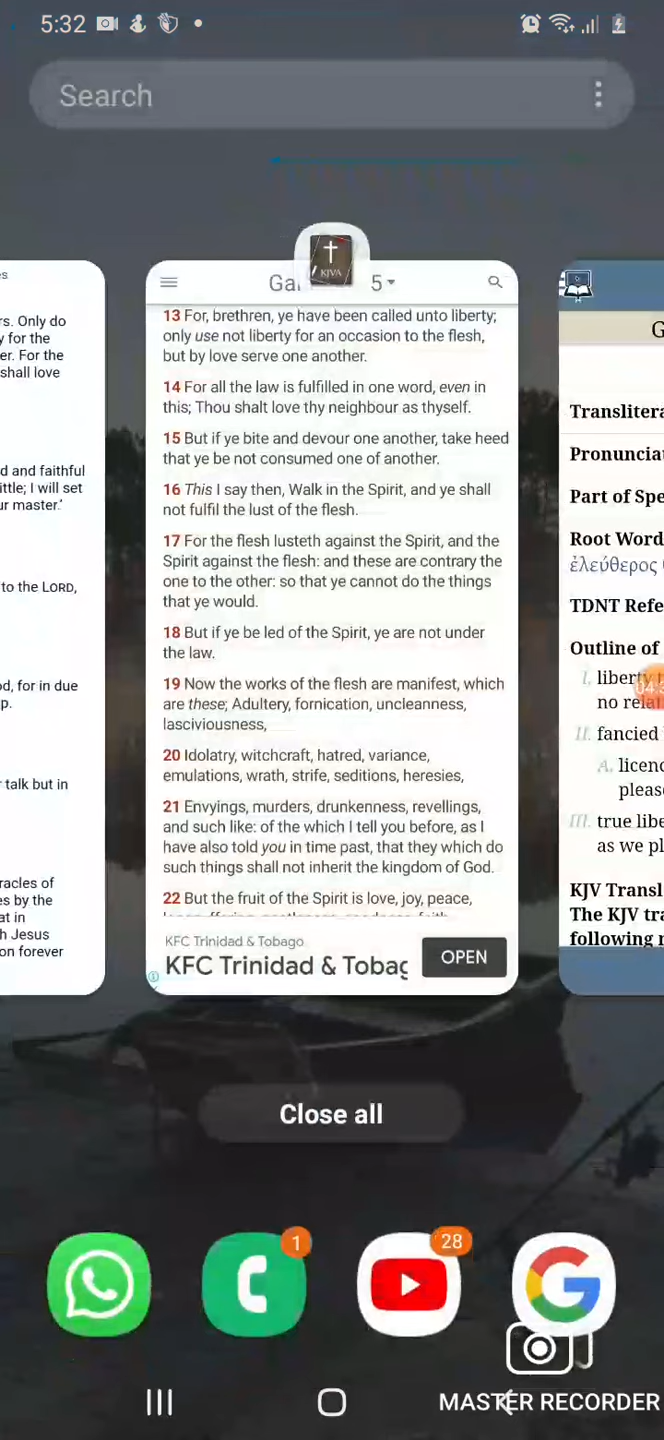 5:32
Search
KJVA
Gal
5
es
rs. Only do
y for the
er. For the
shall love
d and faithful
ittle; I will set
ur master.'
to the LORD,
d, for in due
p.
r talk but in
racles of
es by the
at in
h Jesus
on forever
13 For, brethren, ye have been called unto liberty;
only use not liberty for an occasion to the flesh,
but by love serve one another.
14 For all the law is fulfilled in one word, even in
this; Thou shalt love thy neighbour as thyself.
15 But if ye bite and devour one another, take heed
that ye be not consumed one of another.
16 This I say then, Walk in the Spirit, and ye shall
not fulfil the lust of the flesh.
17 For the flesh lusteth against the Spirit, and the
Spirit against the flesh: and these are contrary the
one to the other: so that ye cannot do the things
that ye would.
18 But if ye be led of the Spirit, ye are not under
the law.
19 Now the works of the flesh are manifest, which
are these; Adultery, fornication, uncleanness,
lasciviousness,
20 Idolatry, witchcraft, hatred, variance,
emulations, wrath, strife, seditions, heresies,
21 Envyings, murders, drunkenness, revellings,
and such like: of the which I tell you before, as I
have also told you in time past, that they which do
such things shall not inherit the kingdom of God.
22 But the fruit of the Spirit is love, joy, peace,
KFC Trinidad & Tobago
KFC Trinidad & Tobag
OPEN
G
Translitera
Pronunciat
Part of Spe
Root Word
ἐλεύθερος
TDNT Refe
Outline of
I. liberty t
no relat
II. fancied
A. licenc
please
III. true libe
as we pl
KJV Transl
The KJV tra
following m
04:3
Close all
1
28
MASTER RECORDER